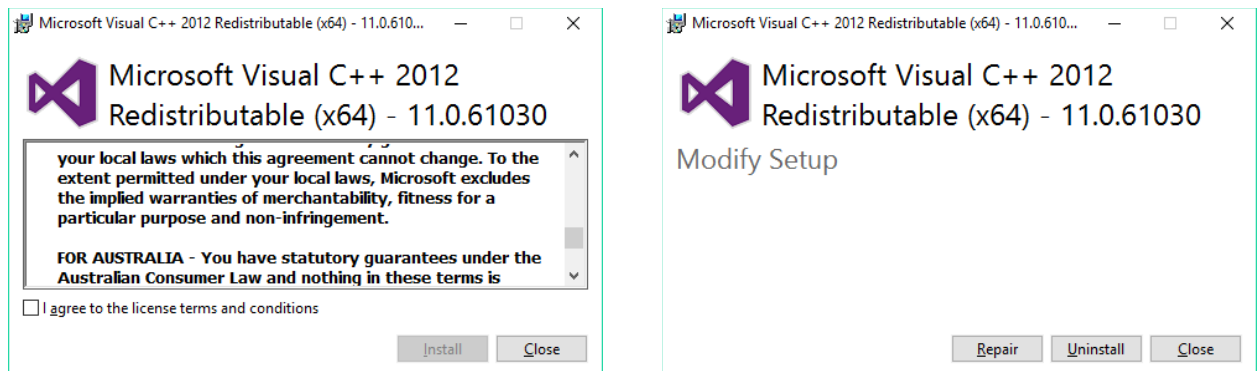 Microsoft Visual C++ 2012 Redistributable (x64) - 11.0.610...
Microsoft Visual C++ 2012
Redistributable (x64) - 11.0.61030
your local laws which this agreement cannot change. To the
extent permitted under your local laws, Microsoft excludes
the implied warranties of merchantability, fitness for a
particular purpose and non-infringement.
FOR AUSTRALIA - You have statutory guarantees under the
Australian Consumer Law and nothing in these terms is
I agree to the license terms and conditions
Install Close
Microsoft Visual C++ 2012 Redistributable (x64) - 11.0.610...
Microsoft Visual C++ 2012
Redistributable (x64) - 11.0.61030
Modify Setup
Repair Uninstall Close